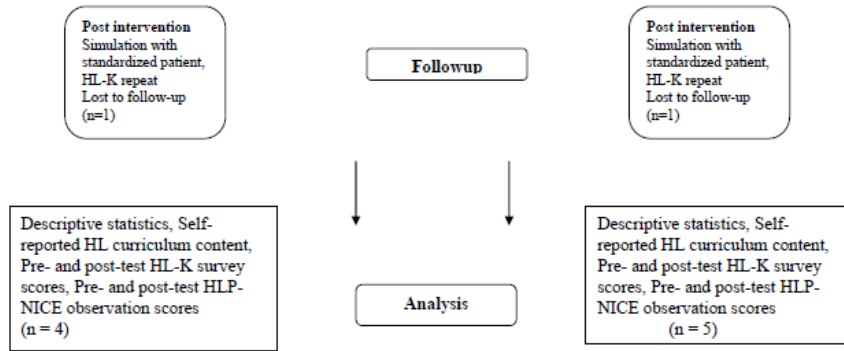 Post intervention
Simulation with
standardized patient,
HL-K repeat
Lost to follow-up
(n=1)
Followup
Post intervention
Simulation with
standardized patient,
HL-K repeat
Lost to follow-up
(n=1)
Descriptive statistics, Self-
reported HL curriculum content,
Pre- and post-test HL-K survey
scores, Pre- and post-test HLP-
NICE observation scores
(n = 4)
Analysis
Descriptive statistics, Self-
reported HL curriculum content,
Pre- and post-test HL-K survey
scores, Pre- and post-test HLP-
NICE observation scores
(n = 5)